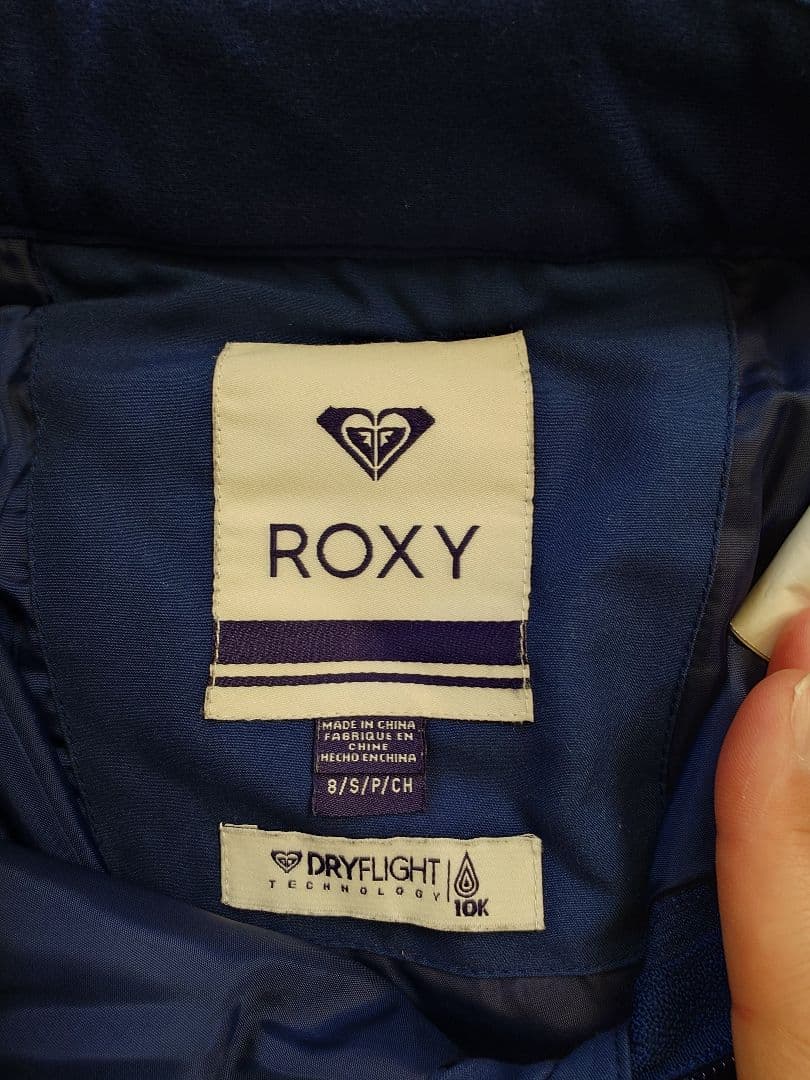 ROXY
MADE IN CHINA
FABRIQUE EN
CHINE
HECHO EN CHINA
8/S/P/CH
DRYFLIGHT
TECHNOLOGY
10K